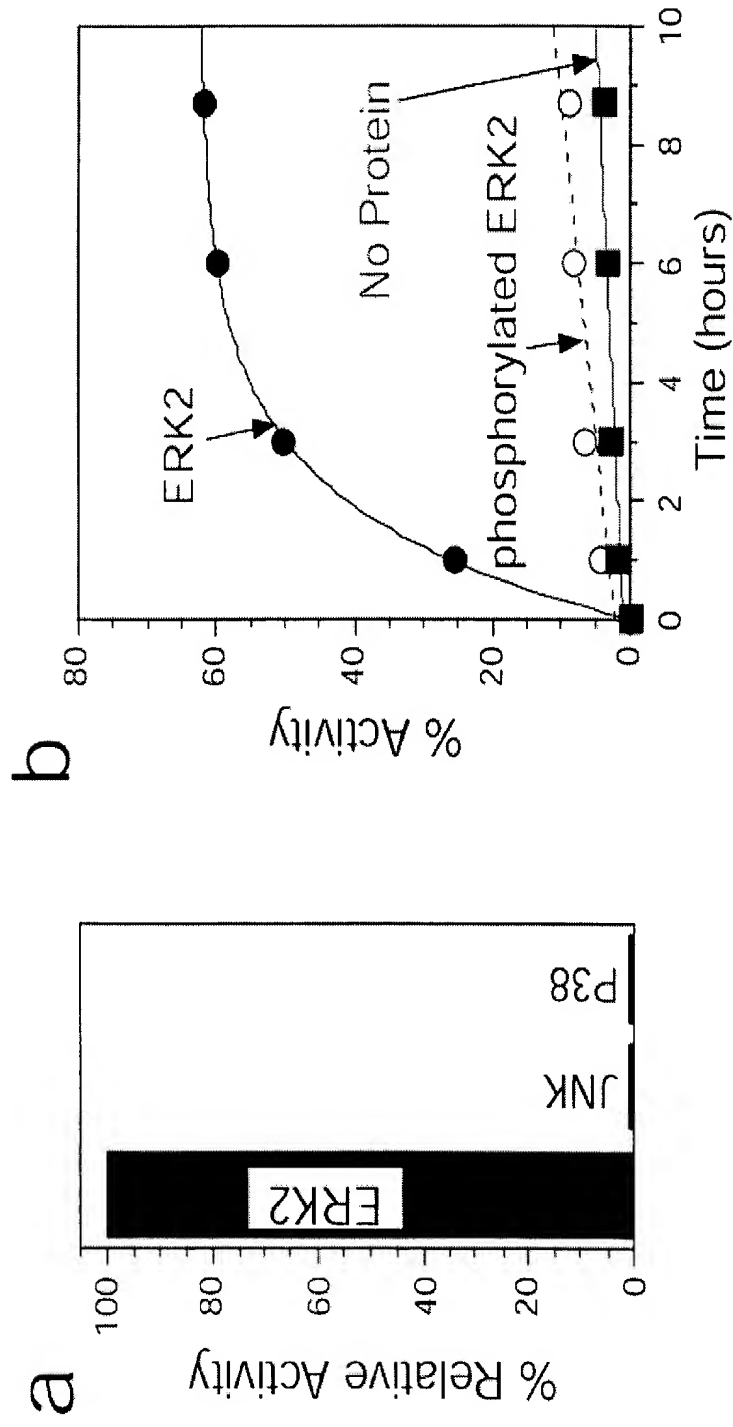 a
% Relative Activity
100
80
60
40
20
0
ERK2
JNK
P38
b
% Activity
80
60
40
20
0
ERK2
No Protein
phosphorylated ERK2
0 2 4 6 8 10
Time (hours)